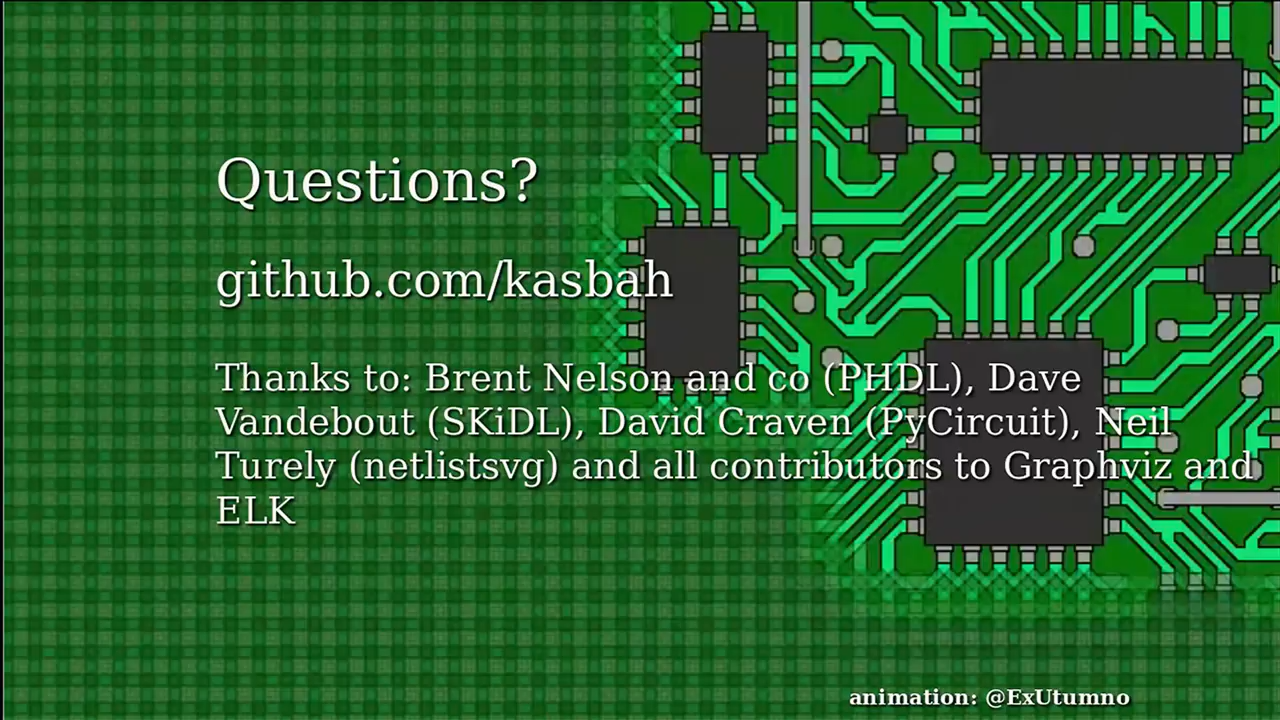 Questions?
github.com/kasbah
Thanks to: Brent Nelson and co (PHDL), Dave
Vandebout (SKiDL), David Craven (PyCircuit), Neil
Turely (netlistsvg) and all contributors to Graphviz and
ELK
animation: @ExUtumno